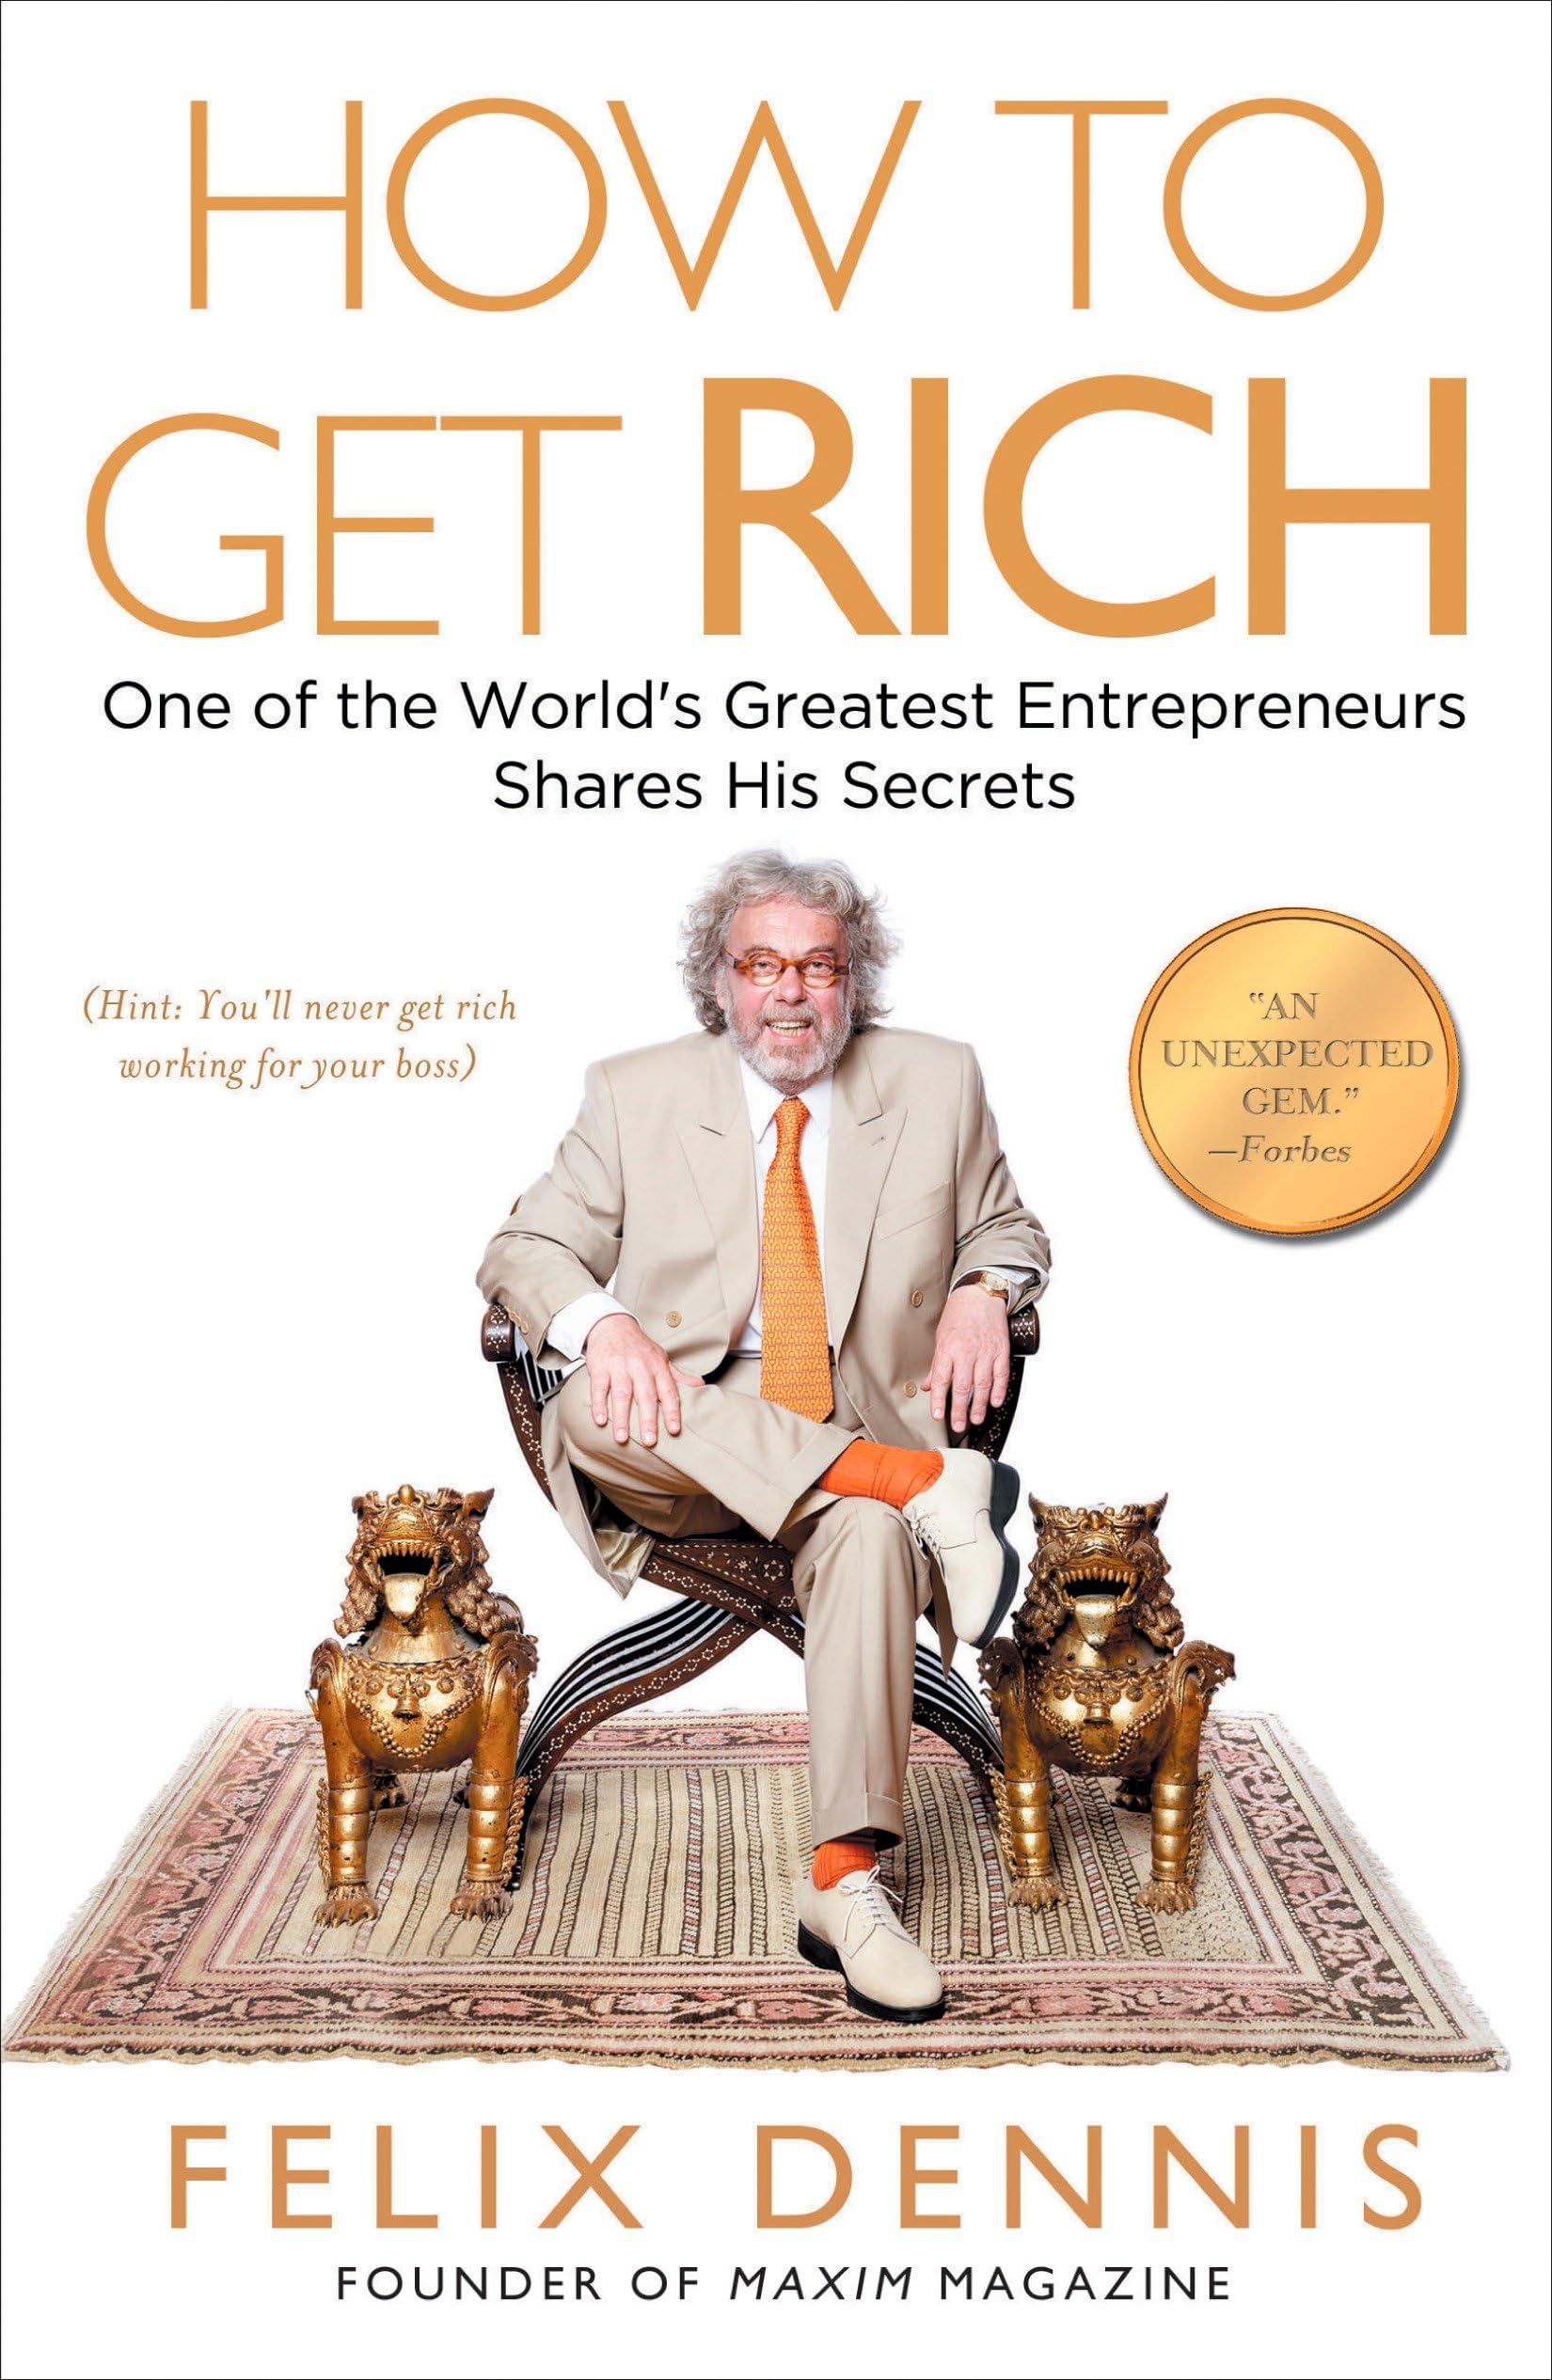 HOW TO
GET RICH
One of the World's Greatest Entrepreneurs
Shares His Secrets
(Hint: You'll never get rich
working for your boss)
“AN
UNEXPECTED
GEM.”
—Forbes
FELIX DENNIS
FOUNDER OF MAXIM MAGAZINE